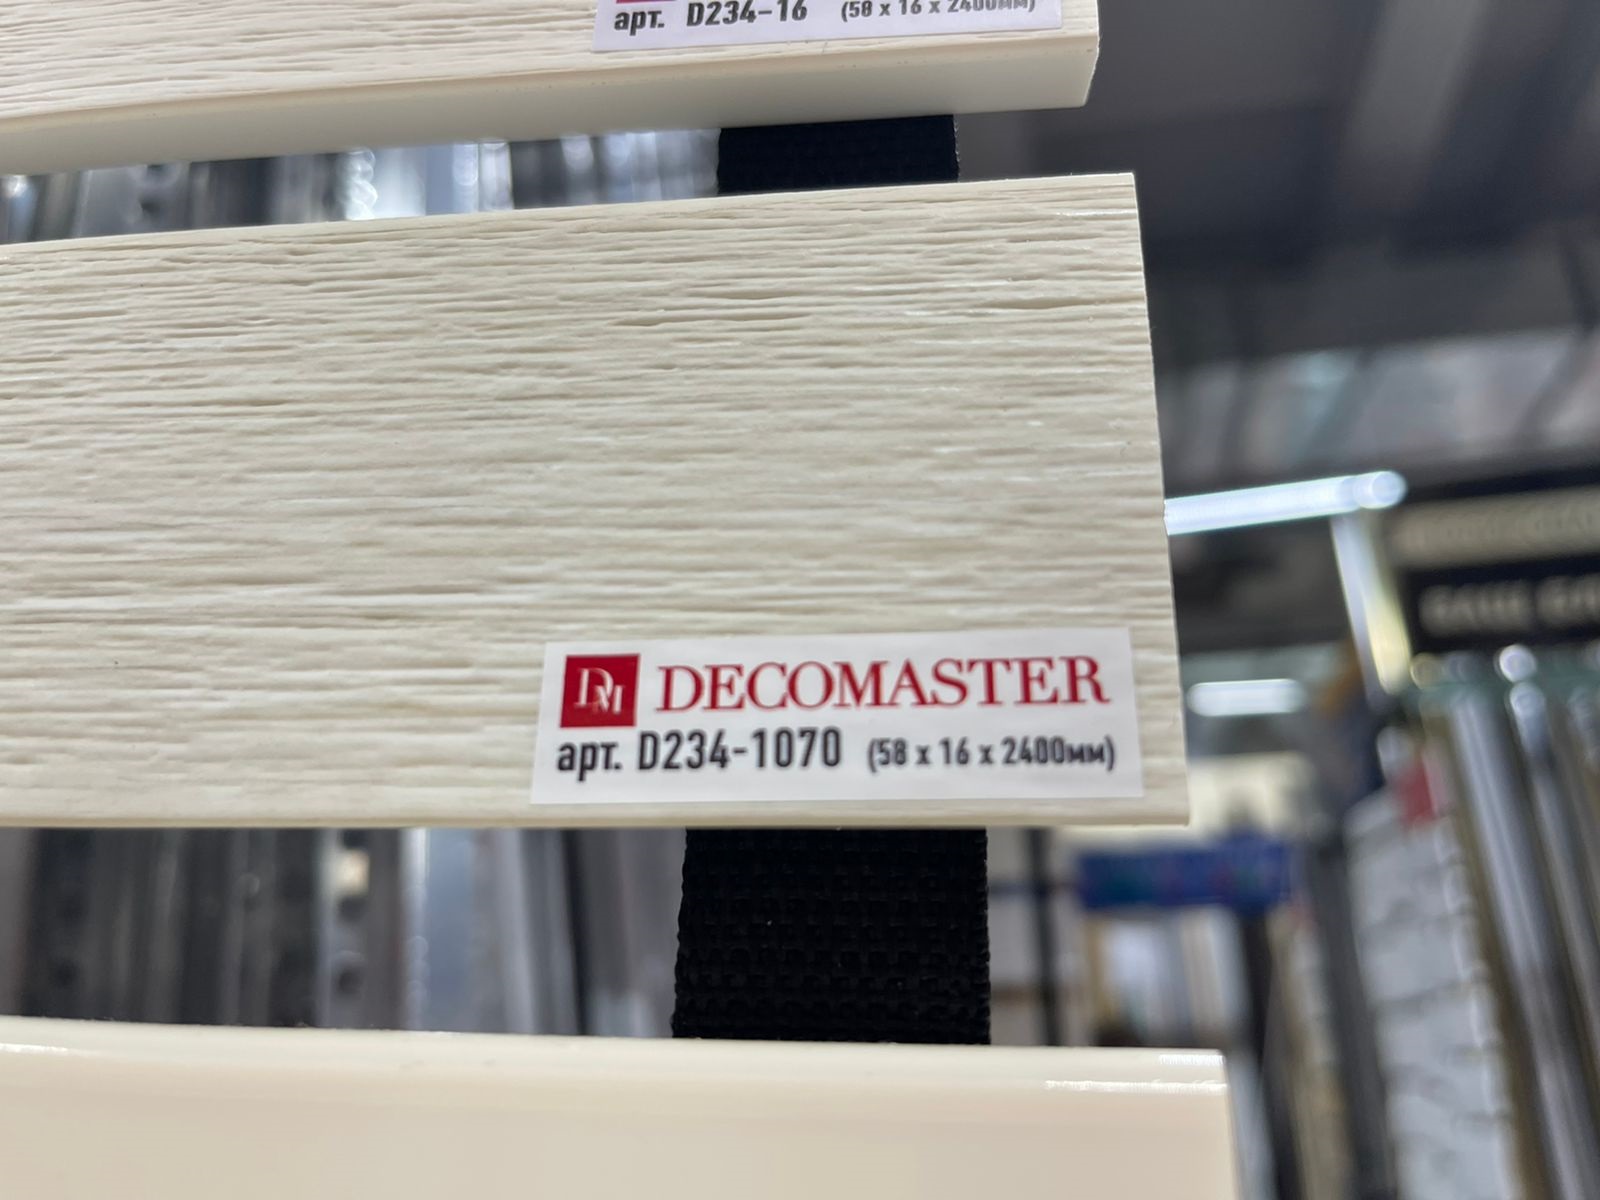 арт. D234-16 (58 x 16 x 2400мм)
DM DECOMASTER
арт. D234-1070 (58 x 16 x 2400мм)